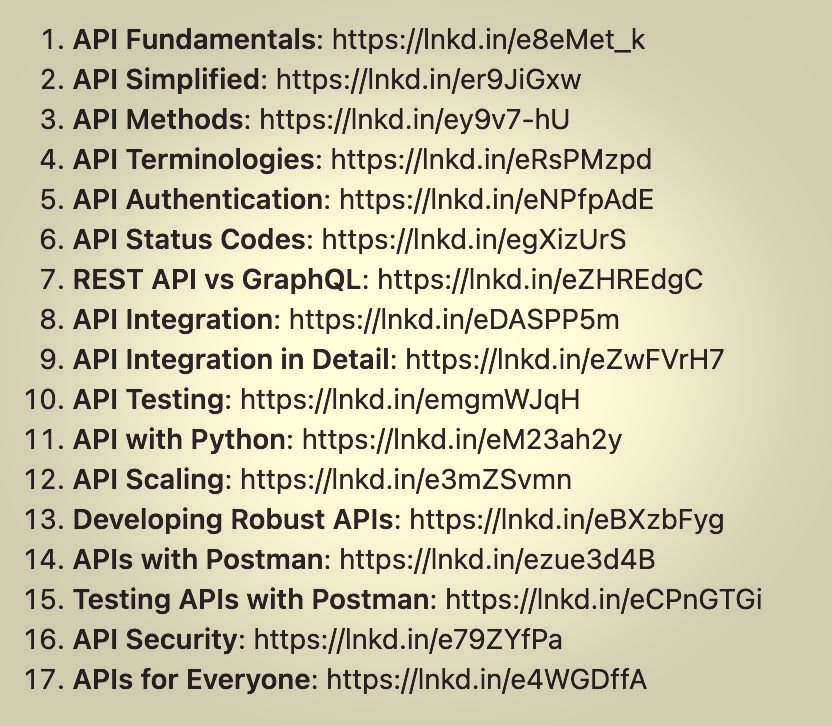 1. API Fundamentals: https://lnkd.in/e8eMet_k
2. API Simplified: https://lnkd.in/er9JiGxw
3. API Methods: https://lnkd.in/ey9v7-hU
4. API Terminologies: https://lnkd.in/eRsPMzpd
5. API Authentication: https://lnkd.in/eNPfpAdE
6. API Status Codes: https://lnkd.in/egXizUrS
7. REST API vs GraphQL: https://lnkd.in/eZHREdgC
8. API Integration: https://lnkd.in/eDASPP5m
9. API Integration in Detail: https://lnkd.in/eZwFVrH7
10. API Testing: https://lnkd.in/emgmWJqH
11. API with Python: https://lnkd.in/eM23ah2y
12. API Scaling: https://lnkd.in/e3mZSvmn
13. Developing Robust APIs: https://lnkd.in/eBXzbFyg
14. APIs with Postman: https://lnkd.in/ezue3d4B
15. Testing APIs with Postman: https://lnkd.in/eCPnGTGi
16. API Security: https://lnkd.in/e79ZYfPa
17. APIs for Everyone: https://lnkd.in/e4WGDffA